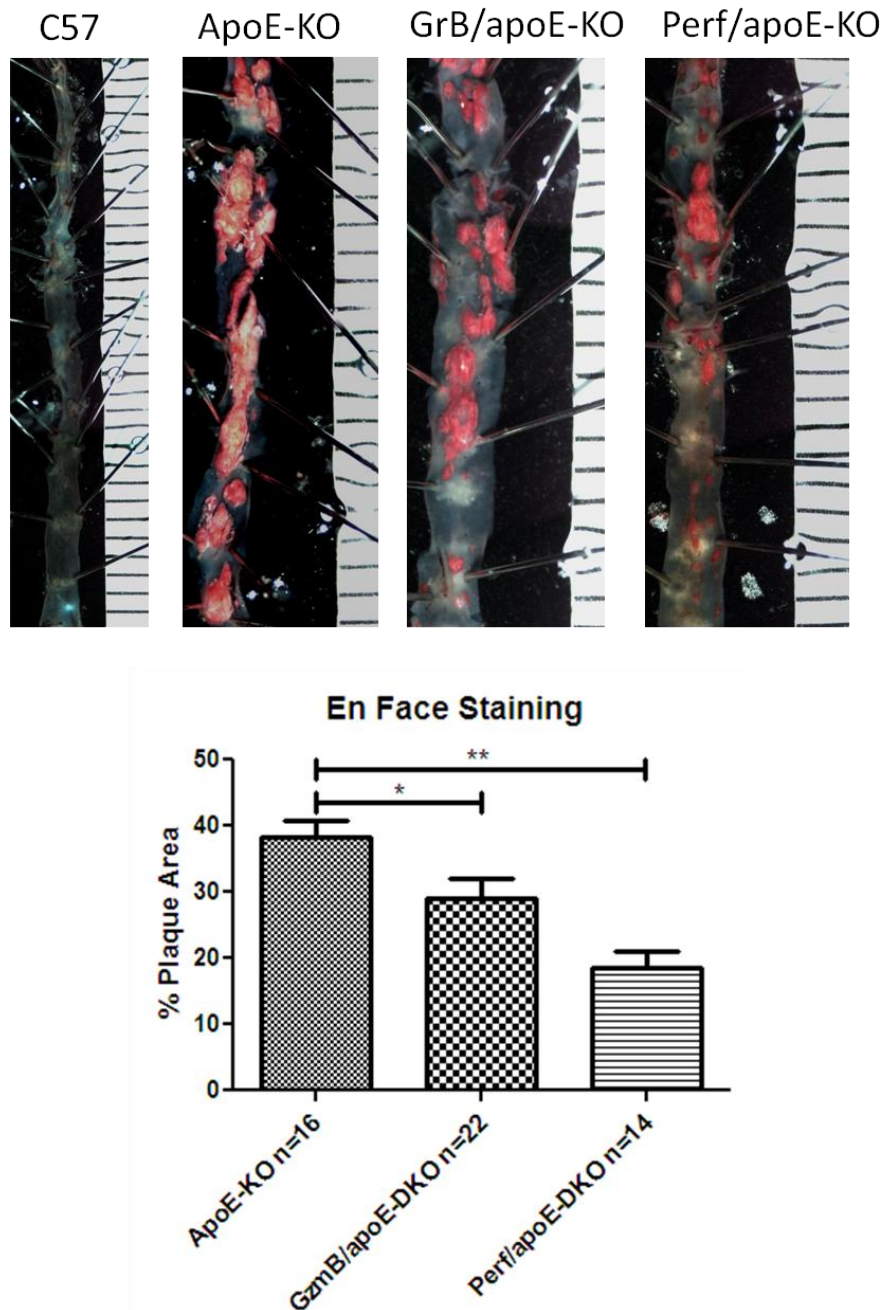 C57 ApoE-KO GrB/apoE-KO Perf/apoE-KO
En Face Staining
**
*
% Plaque Area
50
40
30
20
10
0
ApoE-KO n=16
GzmB/apoE-DKO n=22
Perf/apoE-DKO n=14